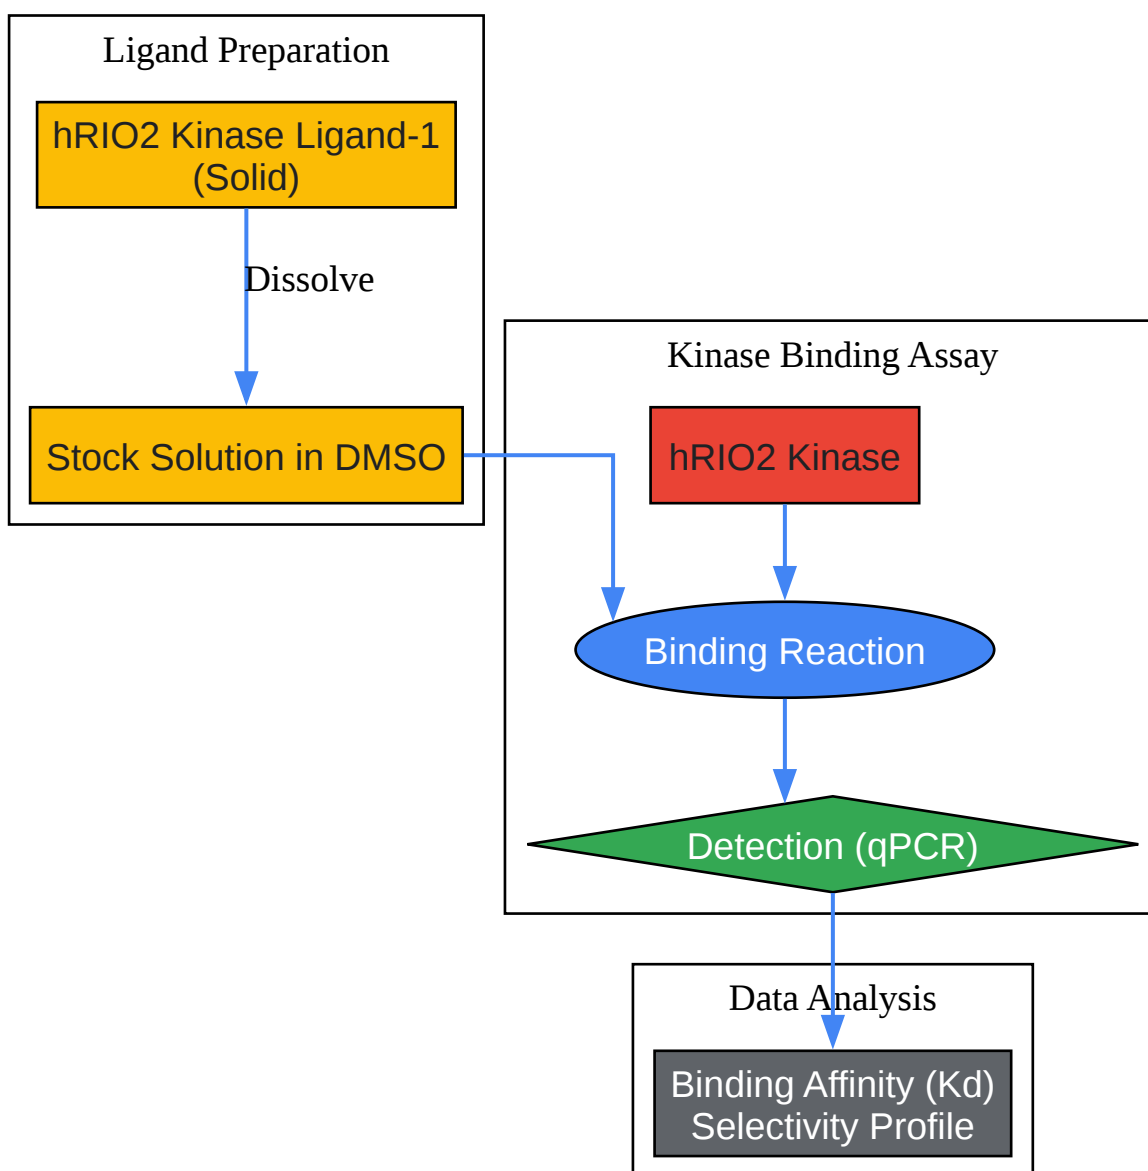 Ligand Preparation
hRIO2 Kinase Ligand-1
(Solid)
Dissolve
Stock Solution in DMSO
Kinase Binding Assay
hRIO2 Kinase
Binding Reaction
Detection (qPCR)
Data Analysis
Binding Affinity (Kd)
Selectivity Profile